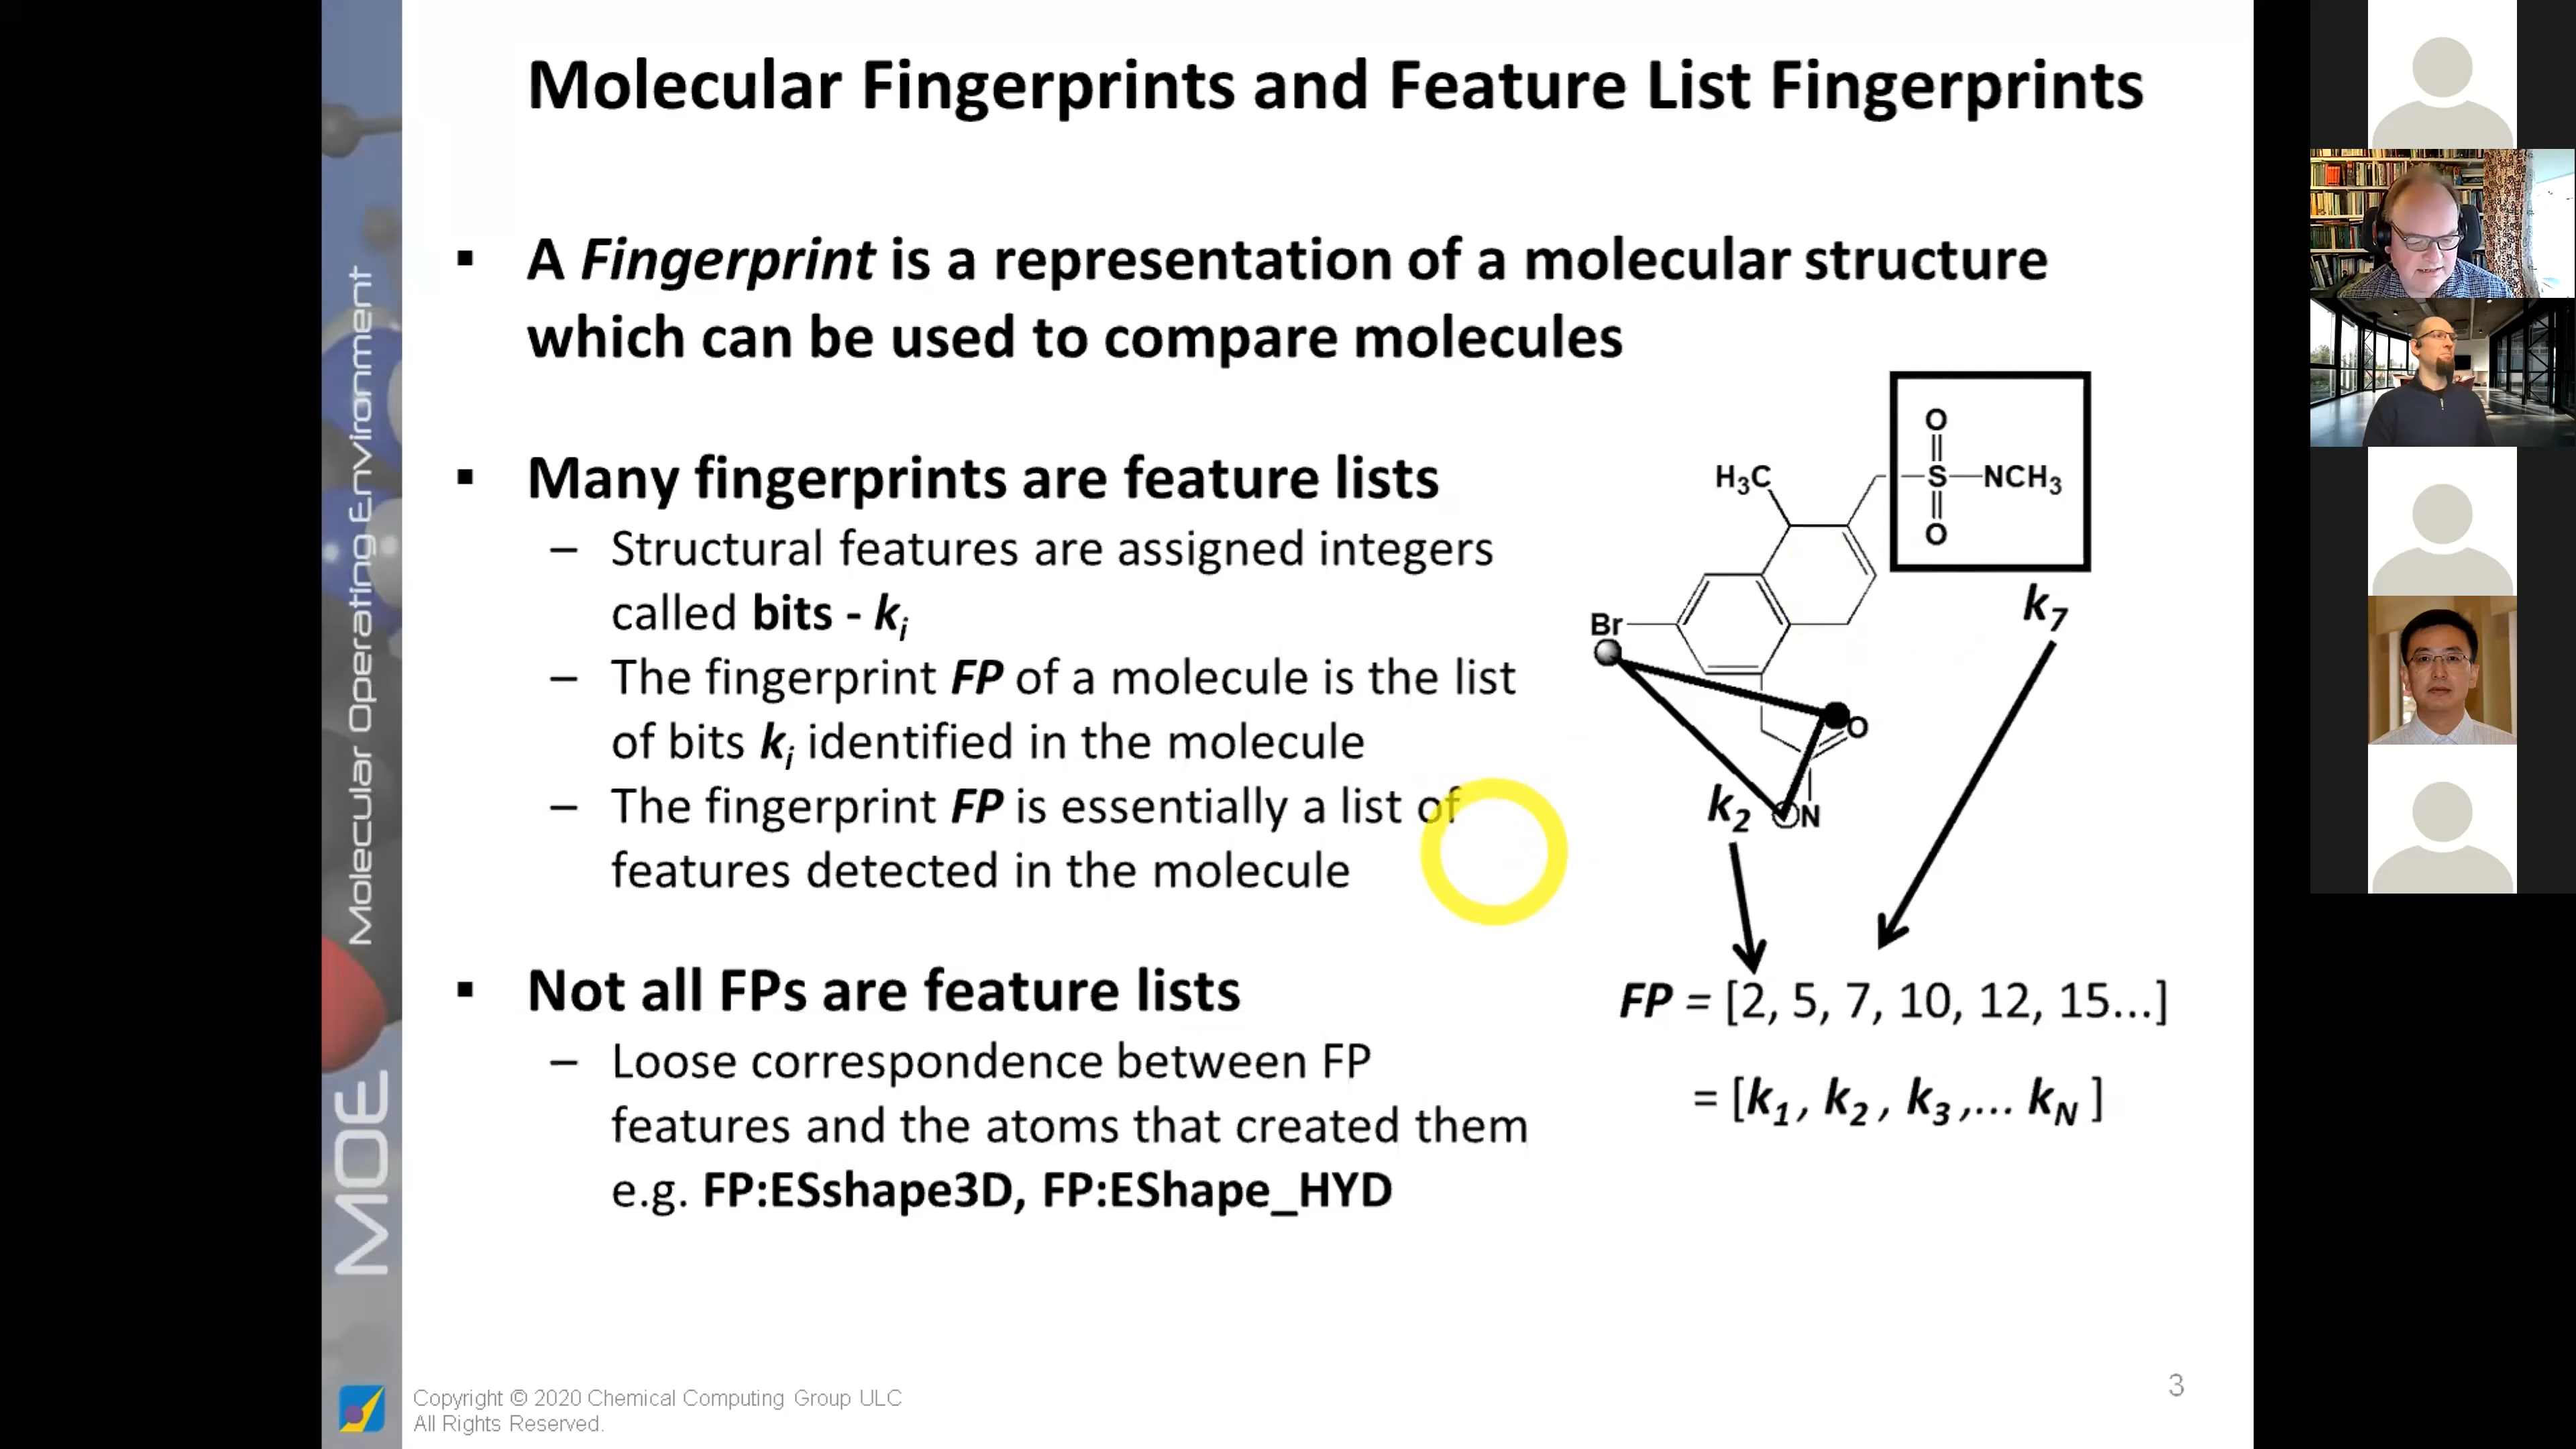 Molecular Fingerprints and Feature List Fingerprints
▪ A Fingerprint is a representation of a molecular structure
which can be used to compare molecules
▪ Many fingerprints are feature lists
– Structural features are assigned integers
called bits - kᵢ
– The fingerprint FP of a molecule is the list
of bits kᵢ identified in the molecule
– The fingerprint FP is essentially a list of
features detected in the molecule
▪ Not all FPs are feature lists
– Loose correspondence between FP
features and the atoms that created them
e.g. FP:ESshape3D, FP:EShape_HYD
O
H₃C
S
NCH₃
O
k₇
Br
O
k₂
N
FP = [2, 5, 7, 10, 12, 15...]
= [k₁, k₂, k₃,... k_N ]
MOE Molecular Operating Environment
Copyright © 2020 Chemical Computing Group ULC
All Rights Reserved.
3